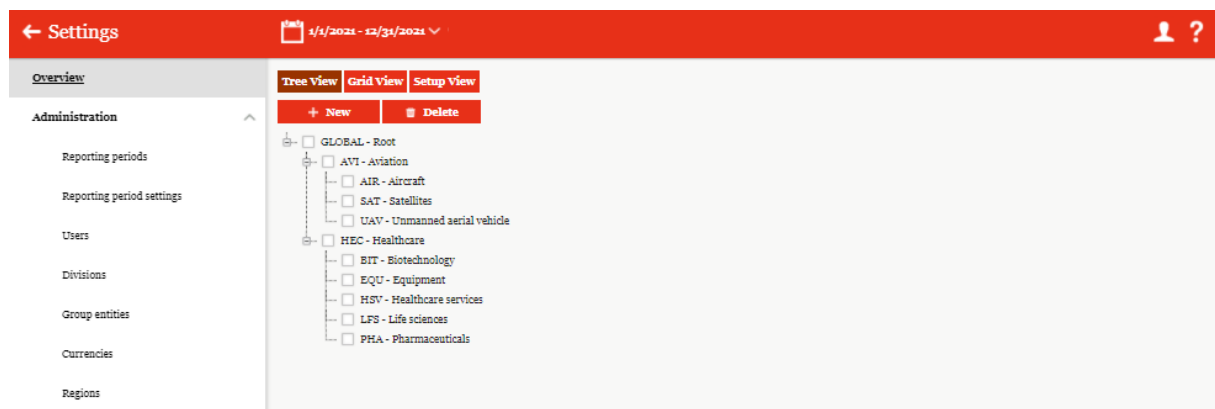 Settings
1/1/2021 - 12/31/2021
?
Overview
Administration
Reporting periods
Reporting period settings
Users
Divisions
Group entities
Currencies
Regions
Tree View Grid View Setup View
+ New Delete
GLOBAL - Root
AVI - Aviation
AIR - Aircraft
SAT - Satellites
UAV - Unmanned aerial vehicle
HEC - Healthcare
BIT - Biotechnology
EQU - Equipment
HSV - Healthcare services
LFS - Life sciences
PHA - Pharmaceuticals